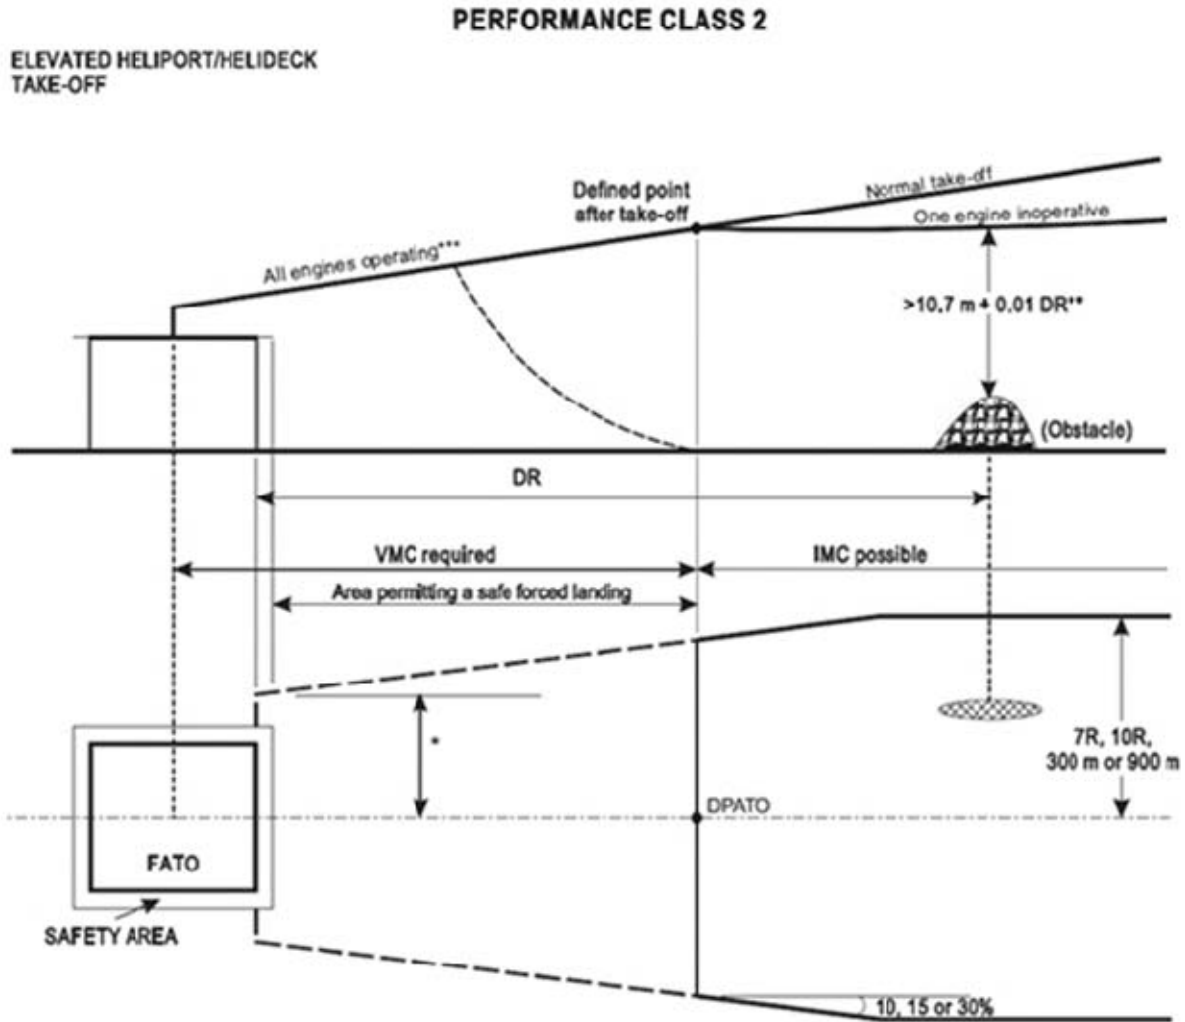 PERFORMANCE CLASS 2
ELEVATED HELIPORT/HELIDECK
TAKE-OFF
Defined point
after take-off
Normal take-off
One engine inoperative
All engines operating***
>10.7 m + 0.01 DR**
(Obstacle)
DR
VMC required
IMC possible
Area permitting a safe forced landing
*
7R, 10R,
300 m or 900 m
DPATO
FATO
SAFETY AREA
10, 15 or 30%